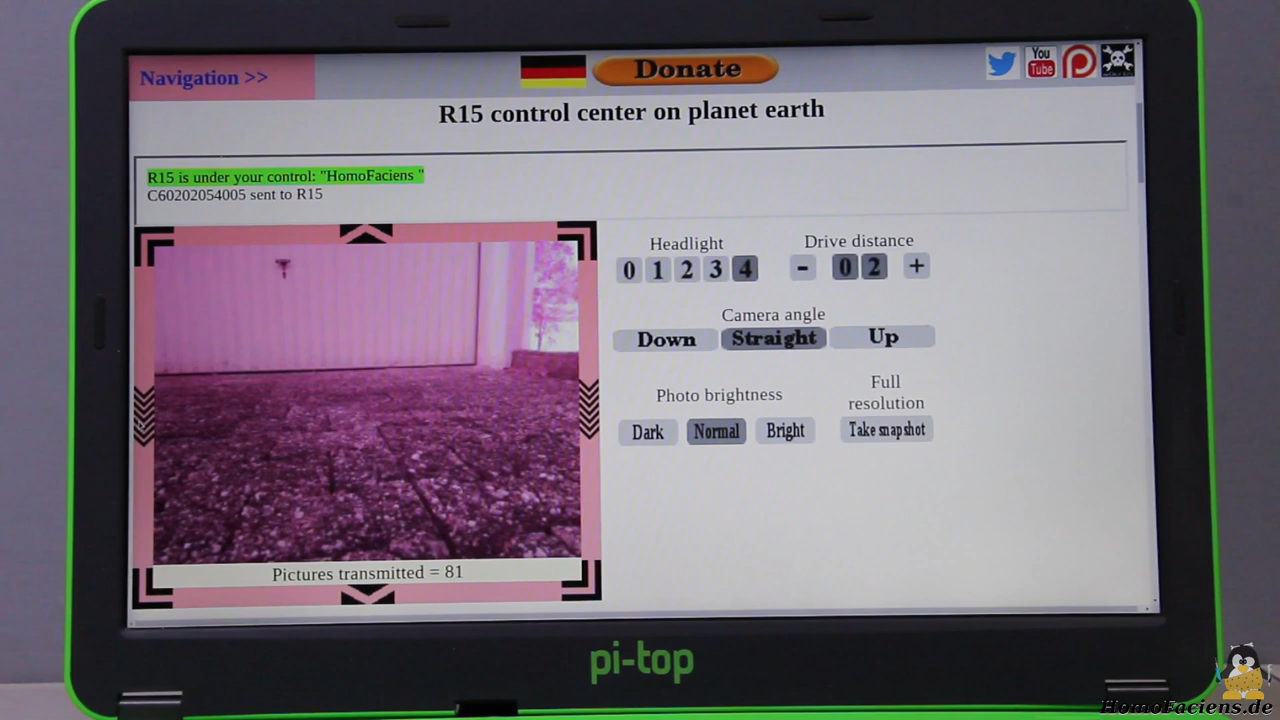 Navigation >>
Donate
You
Tube
R15 control center on planet earth
R15 is under your control: "HomoFaciens "
C60202054005 sent to R15
Headlight
0 1 2 3 4
Drive distance
- 0 2 +
Camera angle
Down Straight Up
Photo brightness
Dark Normal Bright
Full
resolution
Take snapshot
Pictures transmitted = 81
pi-top
HomoFaciens.de